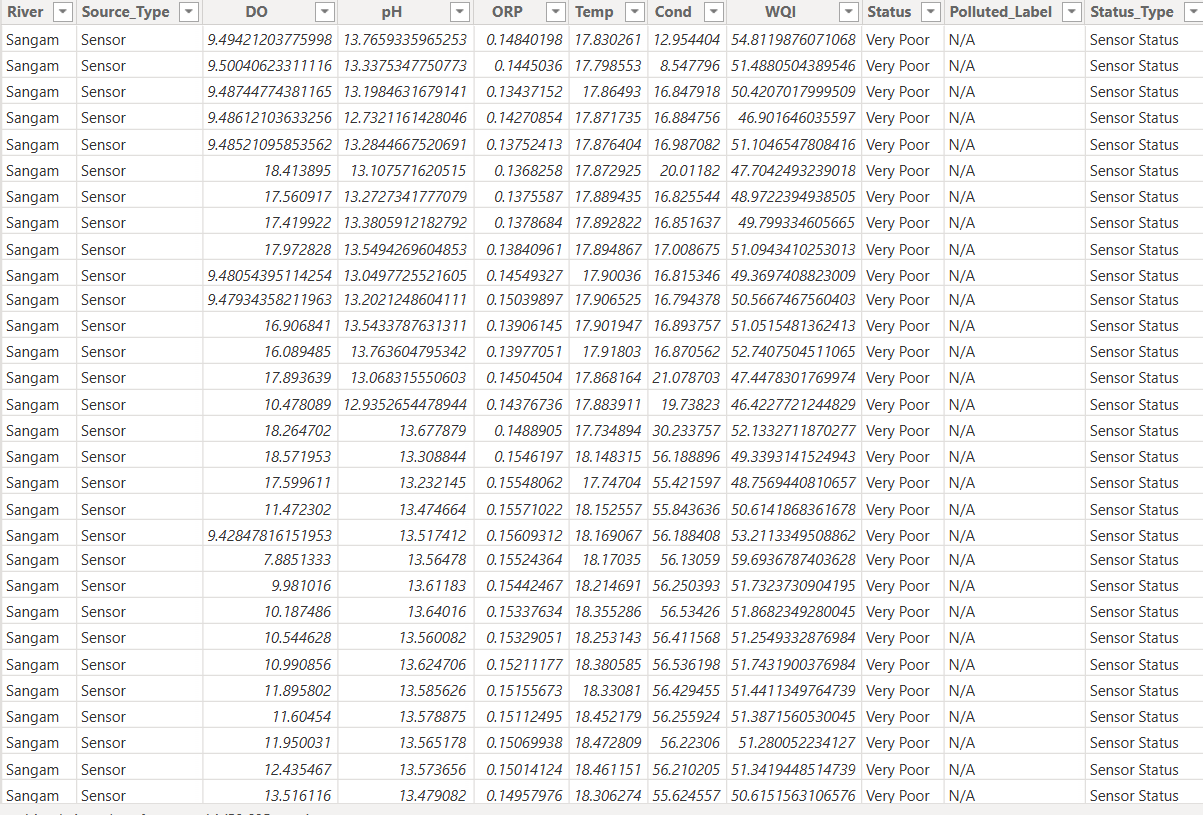 River Source_Type DO pH ORP Temp Cond WQI Status Polluted_Label Status_Type
Sangam Sensor 9.49421203775998 13.7659335965253 0.14840198 17.830261 12.954404 54.8119876071068 Very Poor N/A Sensor Status
Sangam Sensor 9.50040623311116 13.3375347750773 0.1445036 17.798553 8.547796 51.4880504389546 Very Poor N/A Sensor Status
Sangam Sensor 9.48744774381165 13.1984631679141 0.13437152 17.86493 16.847918 50.4207017999509 Very Poor N/A Sensor Status
Sangam Sensor 9.48612103633256 12.7321161428046 0.14270854 17.871735 16.884756 46.901646035597 Very Poor N/A Sensor Status
Sangam Sensor 9.48521095853562 13.2844667520691 0.13752413 17.876404 16.987082 51.1046547808416 Very Poor N/A Sensor Status
Sangam Sensor 18.413895 13.107571620515 0.1368258 17.872925 20.01182 47.7042493239018 Very Poor N/A Sensor Status
Sangam Sensor 17.560917 13.2727341777079 0.1375587 17.889435 16.825544 48.9722394938505 Very Poor N/A Sensor Status
Sangam Sensor 17.419922 13.3805912182792 0.1378684 17.892822 16.851637 49.799334605665 Very Poor N/A Sensor Status
Sangam Sensor 17.972828 13.5494269604853 0.13840961 17.894867 17.008675 51.0943410253013 Very Poor N/A Sensor Status
Sangam Sensor 9.48054395114254 13.0497725521605 0.14549327 17.90036 16.815346 49.3697408823009 Very Poor N/A Sensor Status
Sangam Sensor 9.47934358211963 13.2021248604111 0.15039897 17.906525 16.794378 50.5667467560403 Very Poor N/A Sensor Status
Sangam Sensor 16.906841 13.5433787631311 0.13906145 17.901947 16.893757 51.0515481362413 Very Poor N/A Sensor Status
Sangam Sensor 16.089485 13.763604795342 0.13977051 17.91803 16.870562 52.7407504511065 Very Poor N/A Sensor Status
Sangam Sensor 17.893639 13.068315550603 0.14504504 17.868164 21.078703 47.4478301769974 Very Poor N/A Sensor Status
Sangam Sensor 10.478089 12.9352654478944 0.14376736 17.883911 19.73823 46.4227721244829 Very Poor N/A Sensor Status
Sangam Sensor 18.264702 13.677879 0.1488905 17.734894 30.233757 52.1332711870277 Very Poor N/A Sensor Status
Sangam Sensor 18.571953 13.308844 0.1546197 18.148315 56.188896 49.3393141524943 Very Poor N/A Sensor Status
Sangam Sensor 17.599611 13.232145 0.15548062 17.74704 55.421597 48.7569440810657 Very Poor N/A Sensor Status
Sangam Sensor 11.472302 13.474664 0.15571022 18.152557 55.843636 50.6141868361678 Very Poor N/A Sensor Status
Sangam Sensor 9.42847816151953 13.517412 0.15609312 18.169067 56.188408 53.2113349508862 Very Poor N/A Sensor Status
Sangam Sensor 7.8851333 13.56478 0.15524364 18.17035 56.13059 59.6936787403628 Very Poor N/A Sensor Status
Sangam Sensor 9.981016 13.61183 0.15442467 18.214691 56.250393 51.7323730904195 Very Poor N/A Sensor Status
Sangam Sensor 10.187486 13.64016 0.15337634 18.355286 56.53426 51.8682349280045 Very Poor N/A Sensor Status
Sangam Sensor 10.544628 13.560082 0.15329051 18.253143 56.411568 51.2549332876984 Very Poor N/A Sensor Status
Sangam Sensor 10.990856 13.624706 0.15211177 18.380585 56.536198 51.7431900376984 Very Poor N/A Sensor Status
Sangam Sensor 11.895802 13.585626 0.15155673 18.33081 56.429455 51.4411349764739 Very Poor N/A Sensor Status
Sangam Sensor 11.60454 13.578875 0.15112495 18.452179 56.255924 51.3871560530045 Very Poor N/A Sensor Status
Sangam Sensor 11.950031 13.565178 0.15069938 18.472809 56.22306 51.280052234127 Very Poor N/A Sensor Status
Sangam Sensor 12.435467 13.573656 0.15014124 18.461151 56.210205 51.3419448514739 Very Poor N/A Sensor Status
Sangam Sensor 13.516116 13.479082 0.14957976 18.306274 55.624557 50.6151563106576 Very Poor N/A Sensor Status